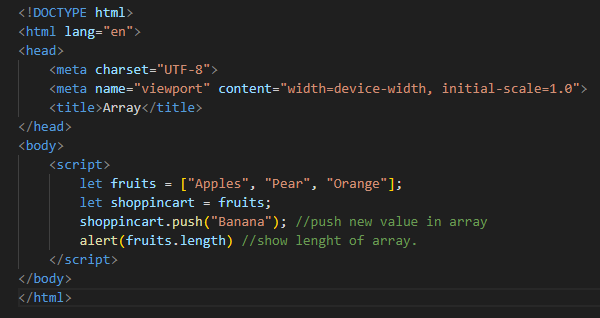 <!DOCTYPE html>
<html lang="en">
<head>
    <meta charset="UTF-8">
    <meta name="viewport" content="width=device-width, initial-scale=1.0">
    <title>Array</title>
</head>
<body>
    <script>
        let fruits = ["Apples", "Pear", "Orange"];
        let shoppincart = fruits;
        shoppincart.push("Banana"); //push new value in array
        alert(fruits.length) //show lenght of array.
    </script>
</body>
</html>